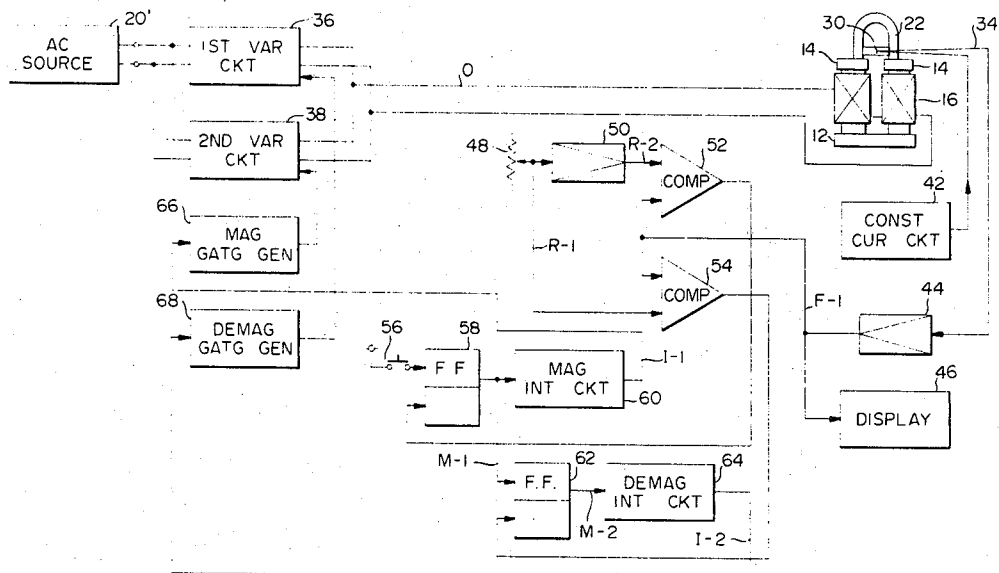 20'
AC
SOURCE
36
1ST VAR
CKT
O
30
22
34
14
14
16
12
38
2ND VAR
CKT
48
50
R-2
52
COMP
R-1
42
CONST
CUR CKT
66
MAG
GATG GEN
54
COMP
F-1
44
68
DEMAG
GATG GEN
56
58
F F
MAG
INT CKT
60
I-1
46
DISPLAY
M-1
62
F.F.
M-2
64
DEMAG
INT CKT
I-2